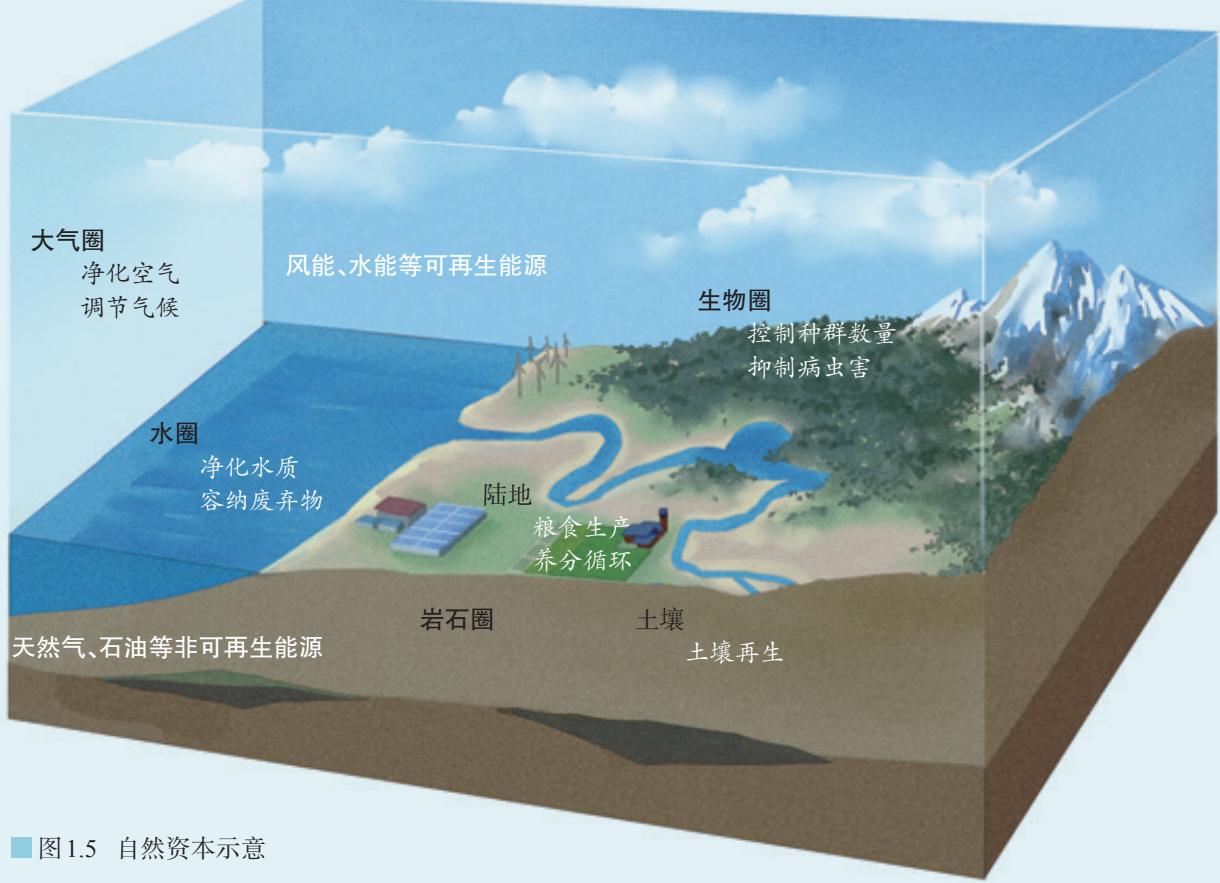 大气圈
净化空气
调节气候
风能、水能等可再生能源
生物圈
控制种群数量
抑制病虫害
水圈
净化水质
容纳废弃物
陆地
粮食生产
养分循环
岩石圈
土壤
土壤再生
天然气、石油等非可再生能源
图1.5 自然资本示意